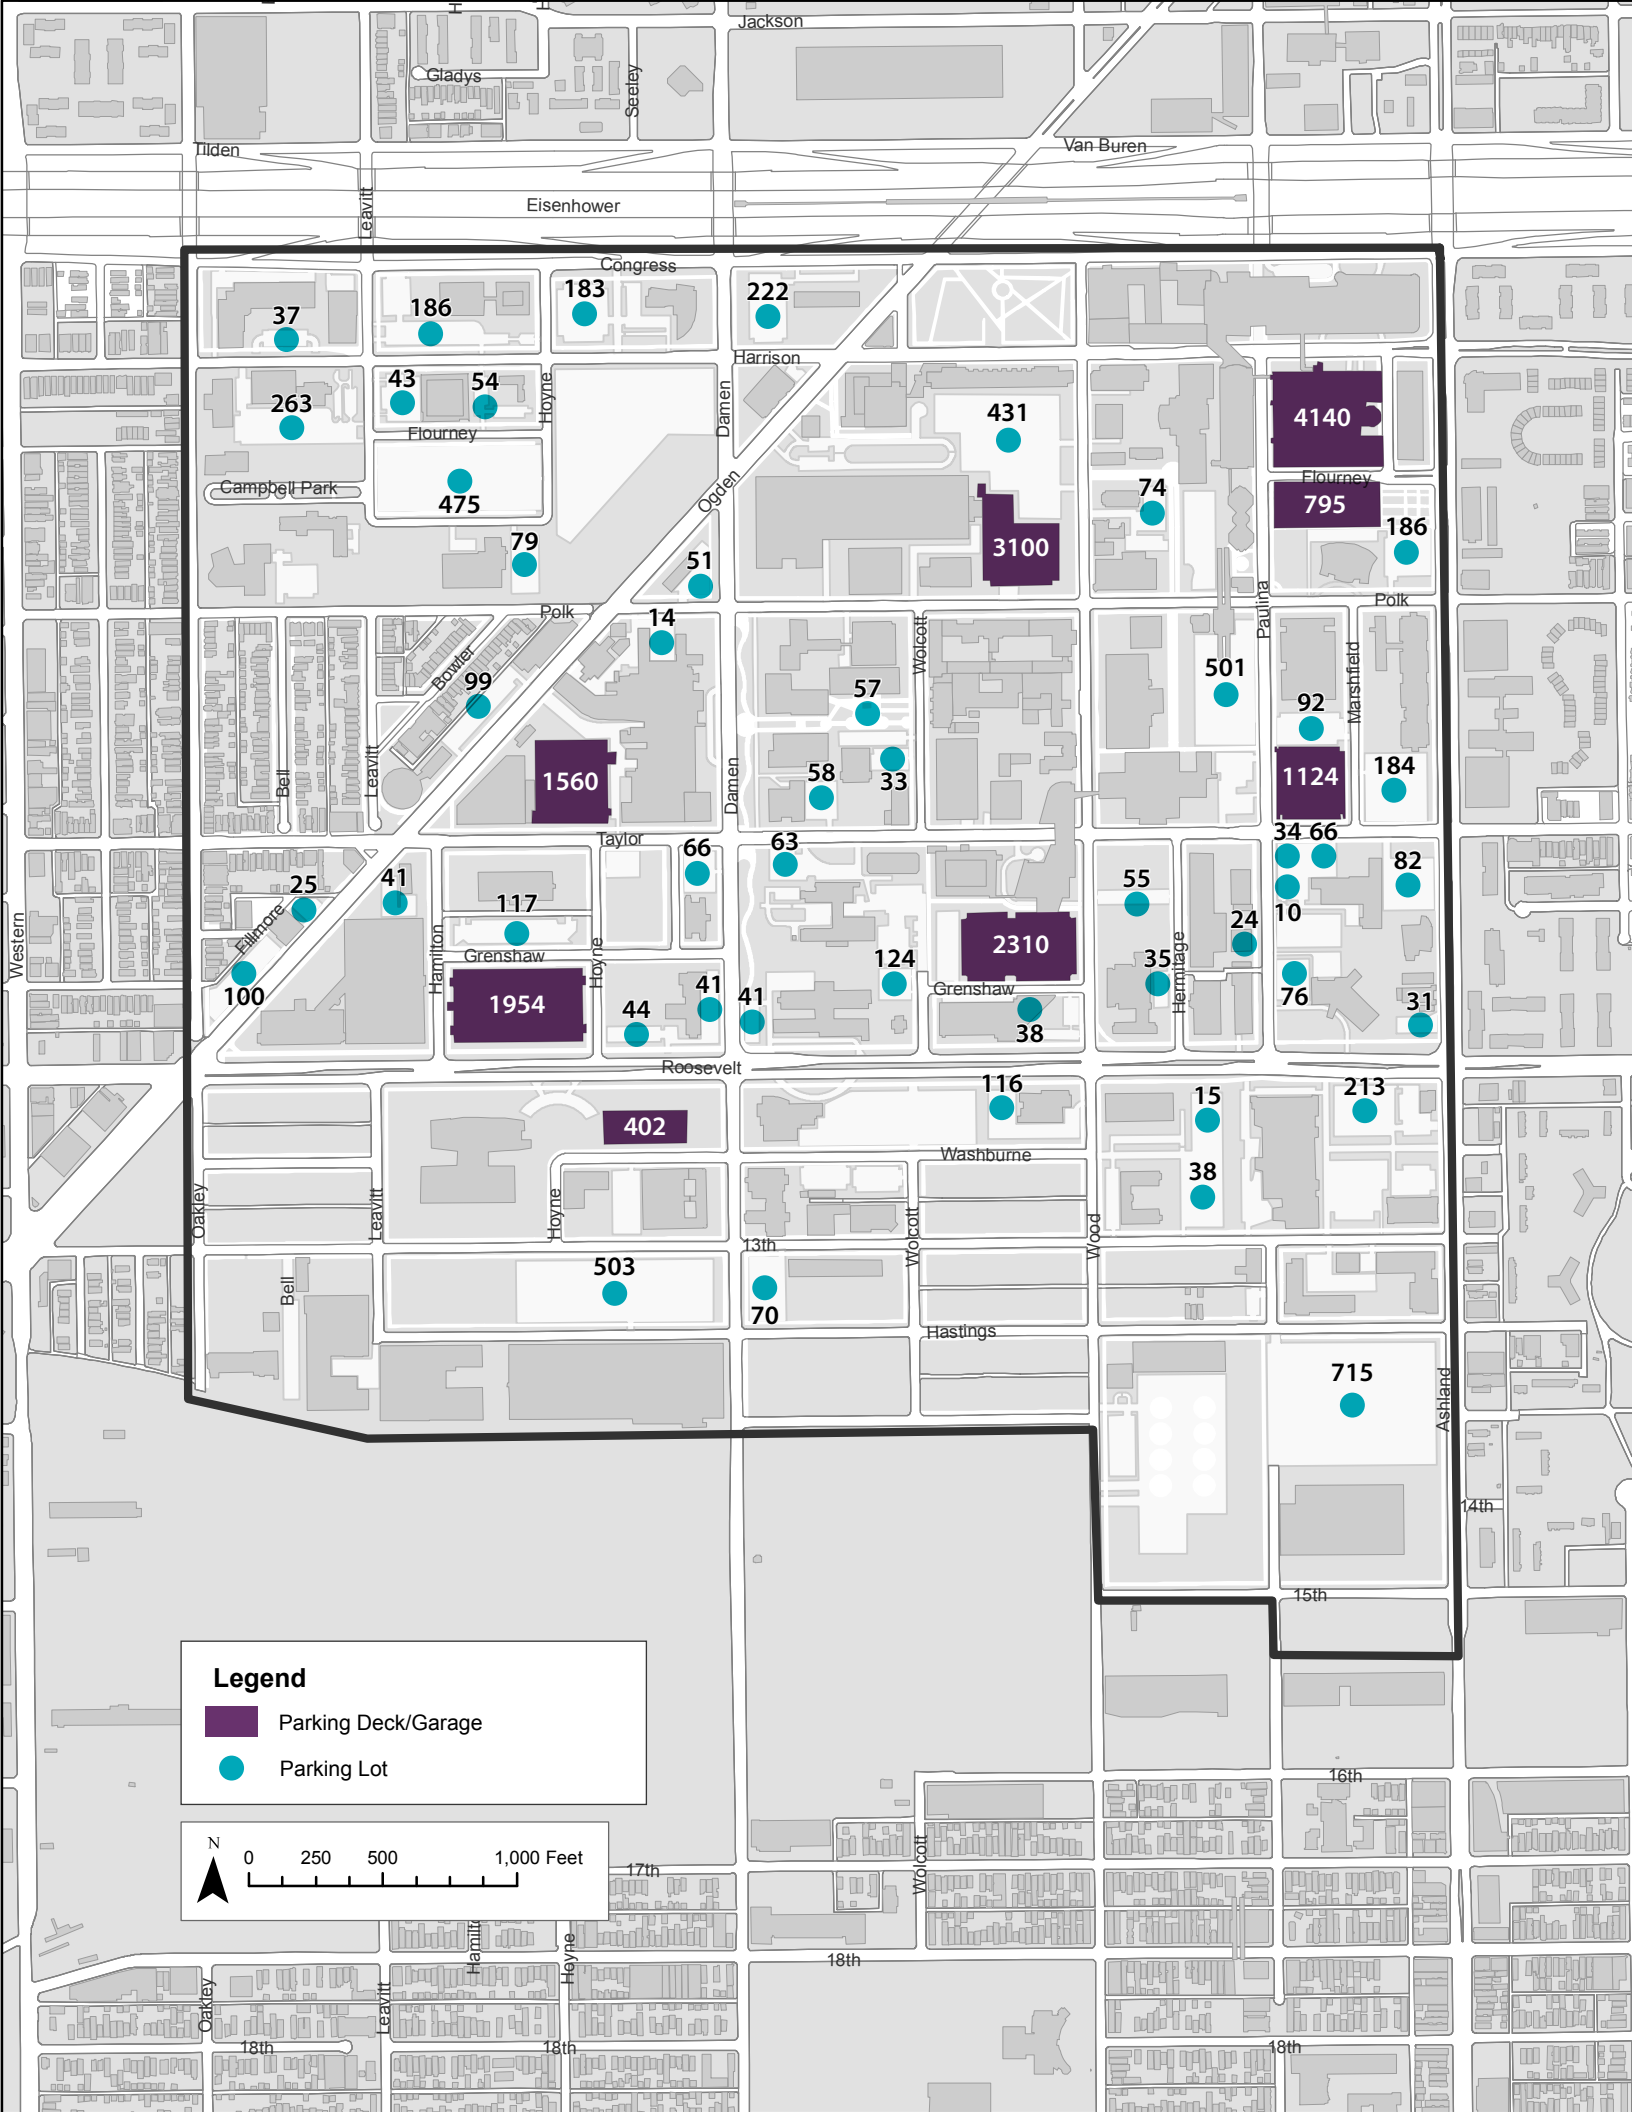 Jackson
Gladys
Seeley
Tilden
Van Buren
Leavitt
Eisenhower
Congress
37
186
183
222
Harrison
263
43
54
Hoyne
Damen
431
4140
Flourney
Flourney
Campbell Park
475
Ogden
74
795
186
79
51
3100
Polk
14
Paulina
Polk
Bowler
99
Wolcott
57
501
92
Marshfield
1560
58
33
1124
184
Bell
Leavitt
Damen
Taylor
34
66
66
63
82
25
41
117
55
10
24
Fillmore
Hamilton
Grenshaw
Hoyne
124
2310
Hermitage
Western
100
1954
44
41
41
Grenshaw
38
35
76
31
Roosevelt
116
15
213
402
Washburne
38
Oakley
Leavitt
Hoyne
Wolcott
Wood
13th
Bell
503
70
Hastings
715
Ashland
14th
15th
Legend
Parking Deck/Garage
Parking Lot
16th
N
0 250 500 1,000 Feet
17th
Wolcott
Hamilto
Hoyne
18th
Oakley
Leavitt
18th
18th
18th